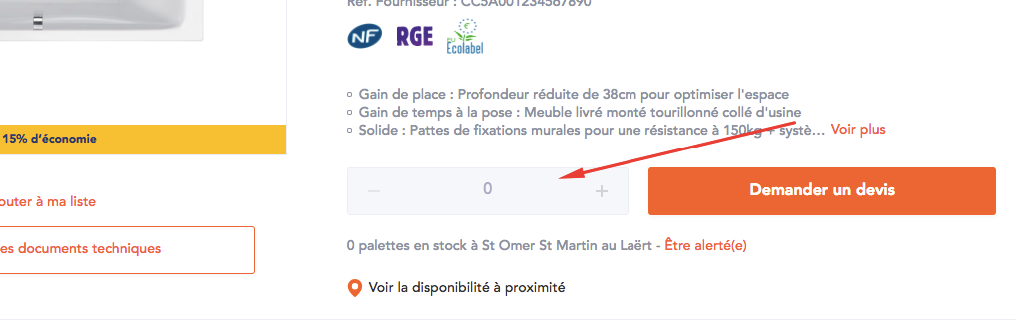 Réf. Fournisseur : CC5A001234567890
NF
RGE
EU
Ecolabel
Gain de place : Profondeur réduite de 38cm pour optimiser l'espace
Gain de temps à la pose : Meuble livré monté tourillonné collé d'usine
Solide : Pattes de fixations murales pour une résistance à 150kg + systè... Voir plus
15% d'économie
0
Demander un devis
outer à ma liste
0 palettes en stock à St Omer St Martin au Laërt - Être alerté(e)
es documents techniques
Voir la disponibilité à proximité